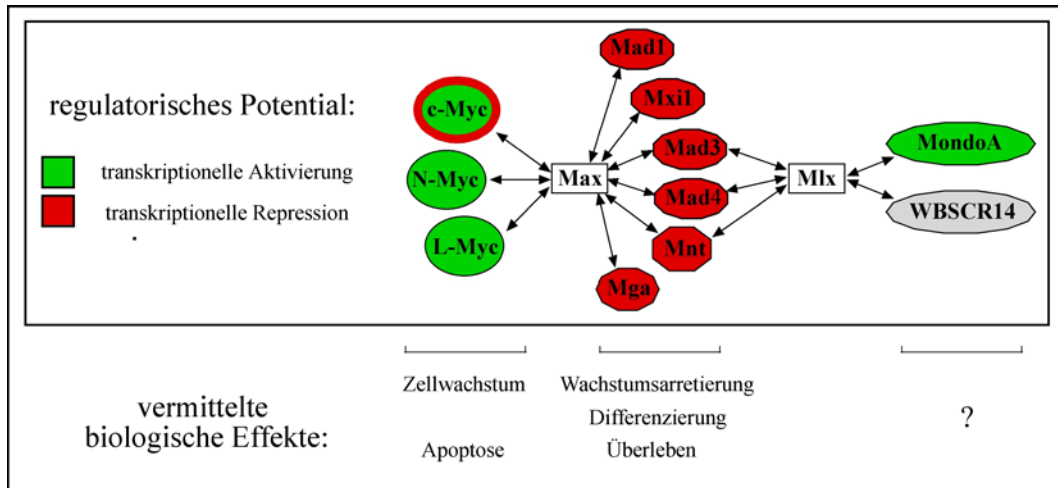 regulatorisches Potential:
transkriptionelle Aktivierung
transkriptionelle Repression
c-Myc
N-Myc
L-Myc
Max
Mad1
Mxi1
Mad3
Mad4
Mnt
Mga
Mlx
MondoA
WBSCR14
vermittelte
biologische Effekte:
Zellwachstum
Apoptose
Wachstumsarretierung
Differenzierung
Überleben
?